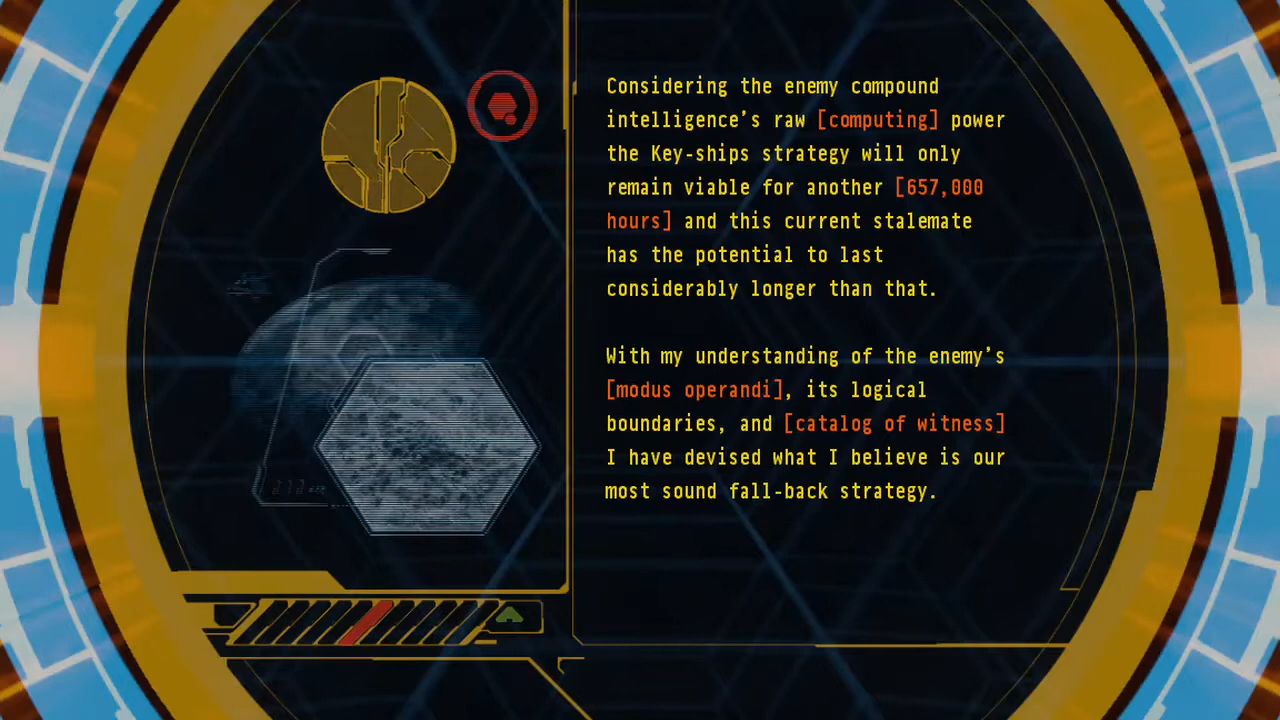 Considering the enemy compound
intelligence’s raw [computing] power
the Key-ships strategy will only
remain viable for another [657,000
hours] and this current stalemate
has the potential to last
considerably longer than that.
With my understanding of the enemy’s
[modus operandi], its logical
boundaries, and [catalog of witness]
I have devised what I believe is our
most sound fall-back strategy.